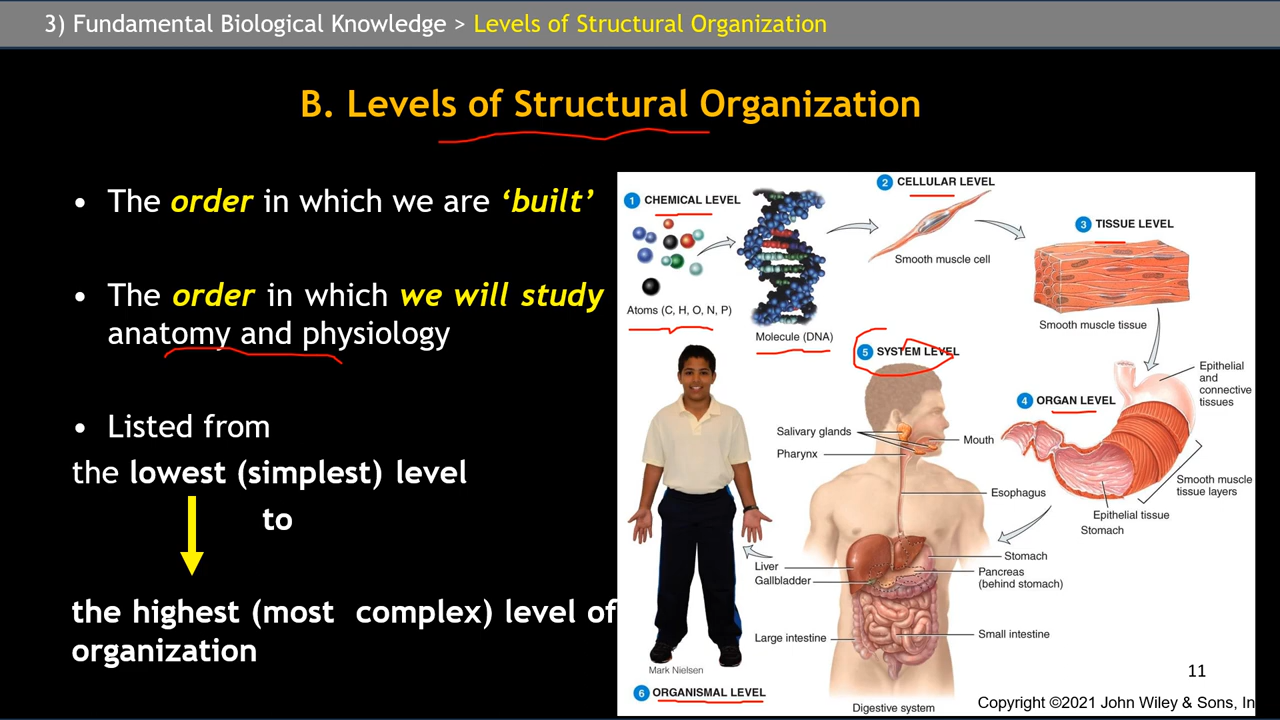 3) Fundamental Biological Knowledge > Levels of Structural Organization
B. Levels of Structural Organization
• The order in which we are ‘built’
• The order in which we will study
anatomy and physiology
• Listed from
the lowest (simplest) level
to
the highest (most complex) level of
organization
1 CHEMICAL LEVEL
Atoms (C, H, O, N, P)
Molecule (DNA)
2 CELLULAR LEVEL
Smooth muscle cell
3 TISSUE LEVEL
Smooth muscle tissue
4 ORGAN LEVEL
Epithelial
and
connective
tissues
Smooth muscle
tissue layers
Epithelial tissue
Stomach
5 SYSTEM LEVEL
Salivary glands
Mouth
Pharynx
Esophagus
Stomach
Liver
Pancreas
(behind stomach)
Gallbladder
Large intestine
Small intestine
Digestive system
Mark Nielsen
6 ORGANISMAL LEVEL
11
Copyright ©2021 John Wiley & Sons, In